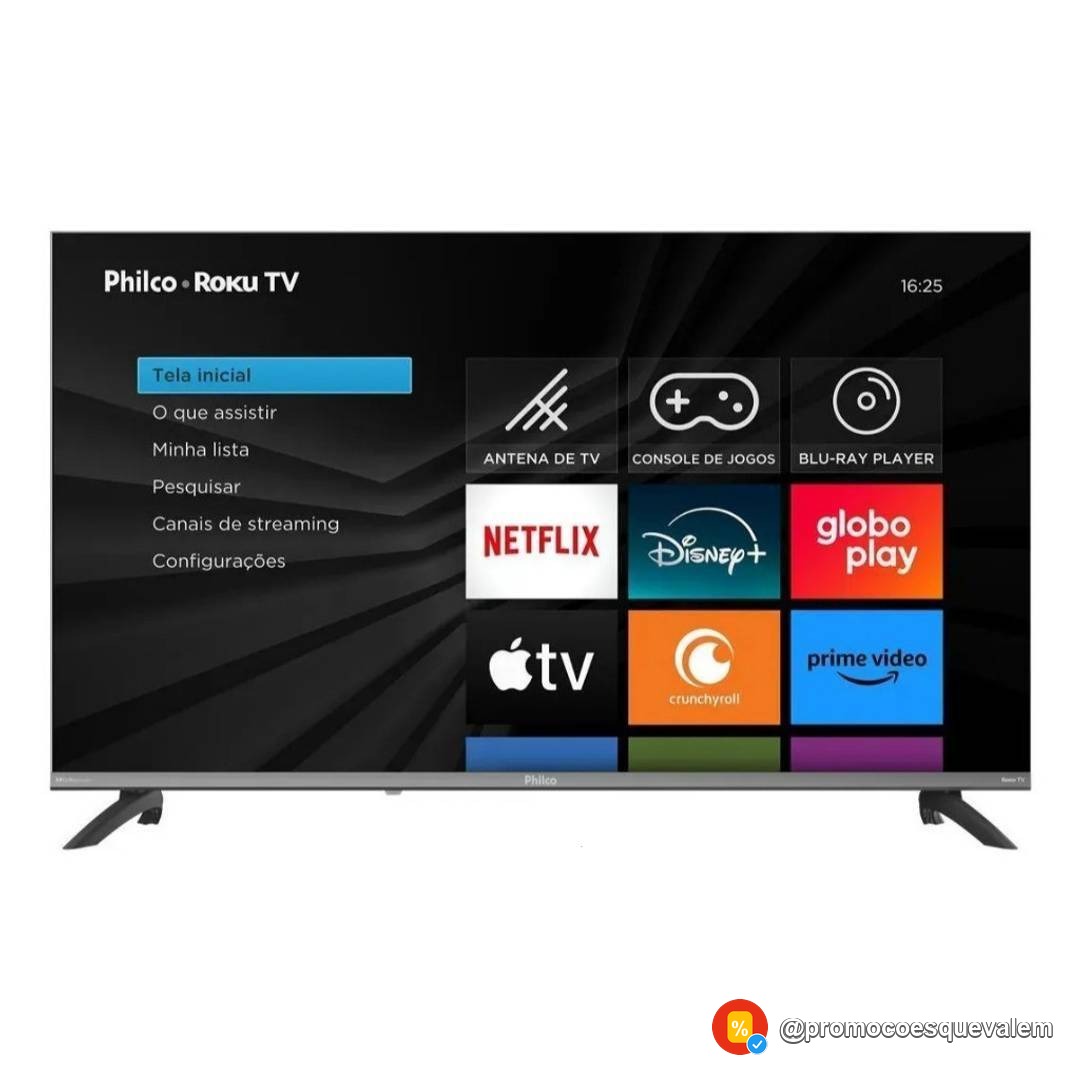 Philco • Roku TV
16:25
Tela inicial
O que assistir
Minha lista
Pesquisar
Canais de streaming
Configurações
ANTENA DE TV
CONSOLE DE JOGOS
BLU-RAY PLAYER
NETFLIX
Disney+
globo
play
tv
crunchyroll
prime video
Philco
Roku TV
%
@promocoesquevalem